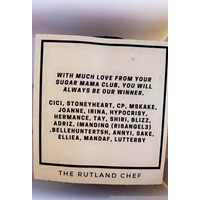 WITH MUCH LOVE FROM YOUR
SUGAR MAMA CLUB, YOU WILL
ALWAYS BE OUR WINNER.
CICI, STONEYHEART, CP, MSKAKE,
JOANNE, IRINA, HYPOCRISY,
HERMANCE, TAY, SHIRI, BLIZZ,
ADRIZ, IMANDING (RISANGEL3)
,BELLEHUNTER75H, ANNYI, SAKE,
ELLIEA, MANDAF, LUTTERBY
THE RUTLAND CHEF